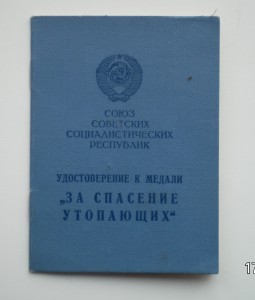 СОЮЗ
СОВЕТСКИХ
СОЦИАЛИСТИЧЕСКИХ
РЕСПУБЛИК
УДОСТОВЕРЕНИЕ К МЕДАЛИ
„ЗА СПАСЕНИЕ
УТОПАЮЩИХ“